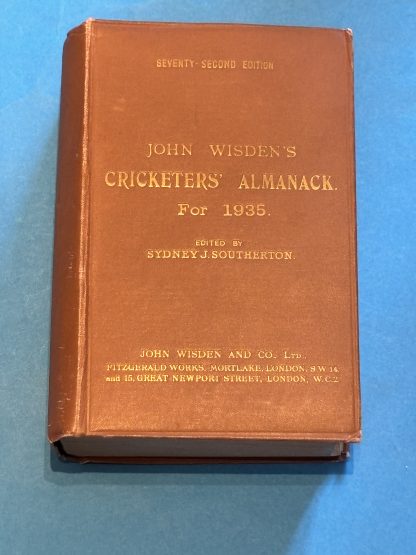 SEVENTY-SECOND EDITION
JOHN WISDEN'S
CRICKETERS' ALMANACK.
For 1935.
EDITED BY
SYDNEY J. SOUTHERTON.
JOHN WISDEN AND CO. LTD.,
FITZGERALD WORKS, MORTLAKE, LONDON, S.W 14.
and 15, GREAT NEWPORT STREET, LONDON, W.C.2